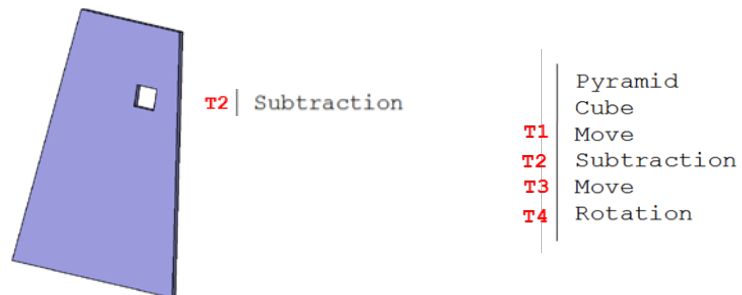 T2 Subtraction
Pyramid
Cube
T1 Move
T2 Subtraction
T3 Move
T4 Rotation